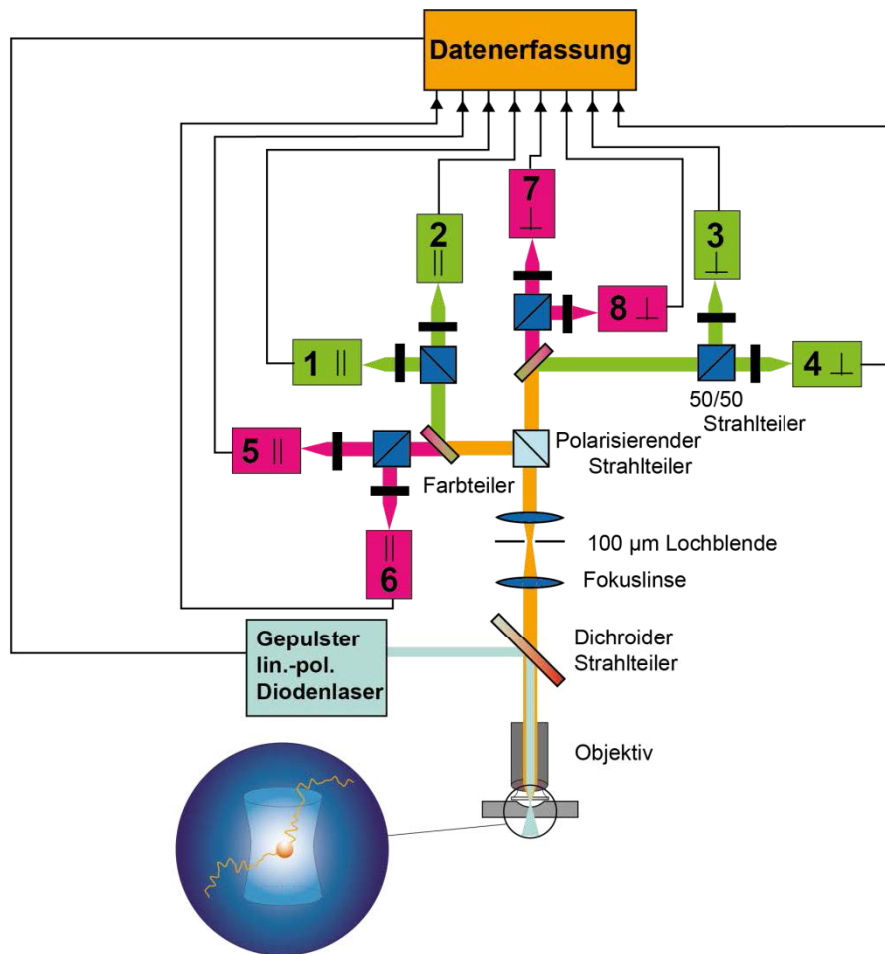 Datenerfassung
7
⊥
2
||
3
⊥
8 ⊥
1 ||
4 ⊥
50/50
Strahlteiler
5 ||
Polarisierender
Strahlteiler
Farbteiler
||
6
100 µm Lochblende
Fokuslinse
Gepulster
lin.-pol.
Diodenlaser
Dichroider
Strahlteiler
Objektiv